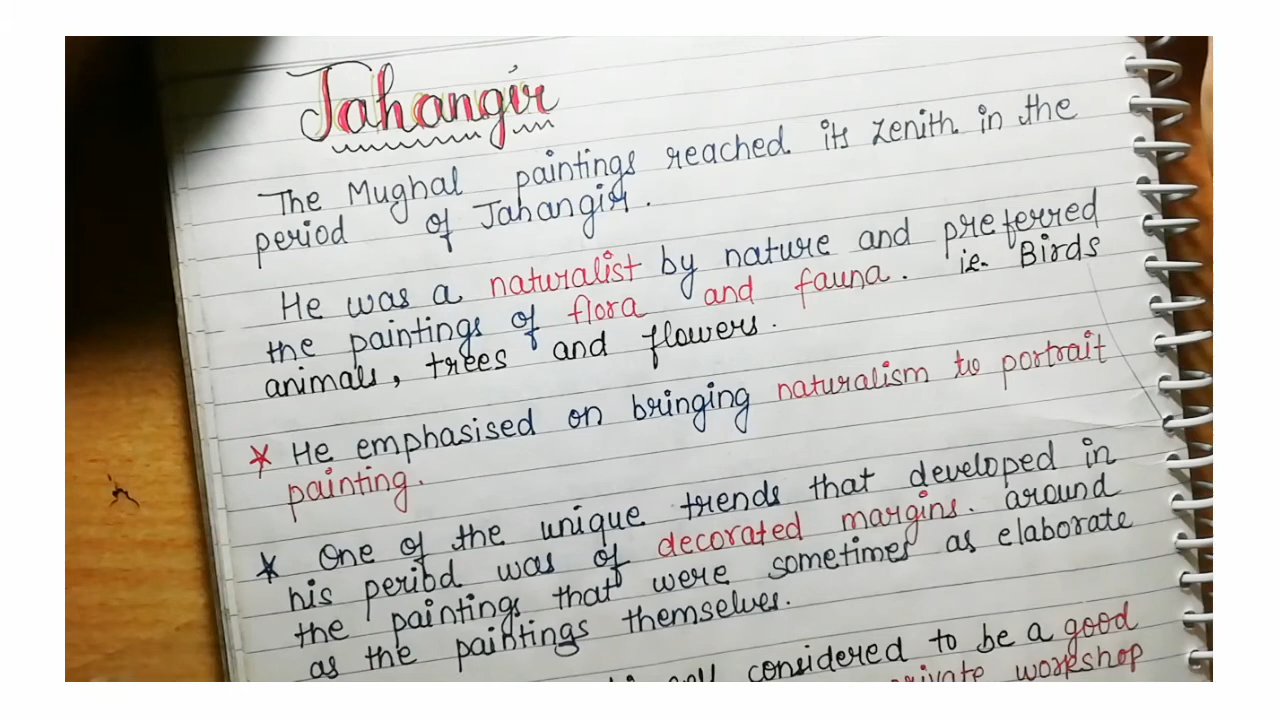 Jahangir
The Mughal paintings reached its zenith in the
period of Jahangir.
He was a naturalist by nature and preferred
the paintings of flora and fauna. i.e. Birds
animals, trees and flowers.
* He emphasised on bringing naturalism to portrait
painting.
* One of the unique trends that developed in
his period was of decorated margins. around
the paintings that were sometimes as elaborate
as the paintings themselves.
considered to be a good
private workshop